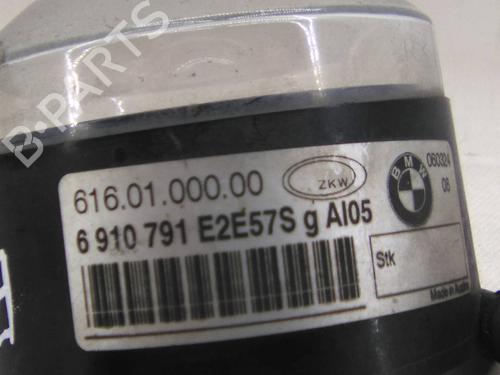 B-PARTS
616.01.000.00 ZKW
BMW
060324
06
6 910 791 E2E57S g AI05
Stk
Made in Austria